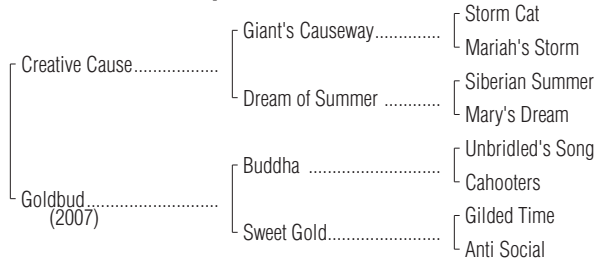 Storm Cat
Giant's Causeway..............
Mariah's Storm
Creative Cause..................
Siberian Summer
Dream of Summer ............
Mary's Dream
Unbridled's Song
Buddha ............................
Cahooters
Goldbud............................
(2007)
Gilded Time
Sweet Gold........................
Anti Social